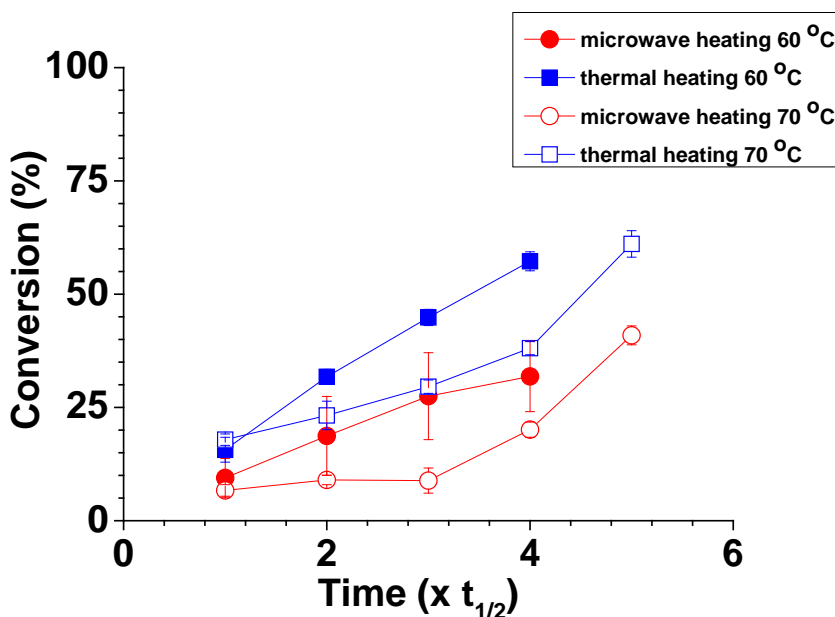 microwave heating 60 °C
thermal heating 60 °C
microwave heating 70 °C
thermal heating 70 °C
100
75
50
25
0
Conversion (%)
0 2 4 6
Time (x t1/2)